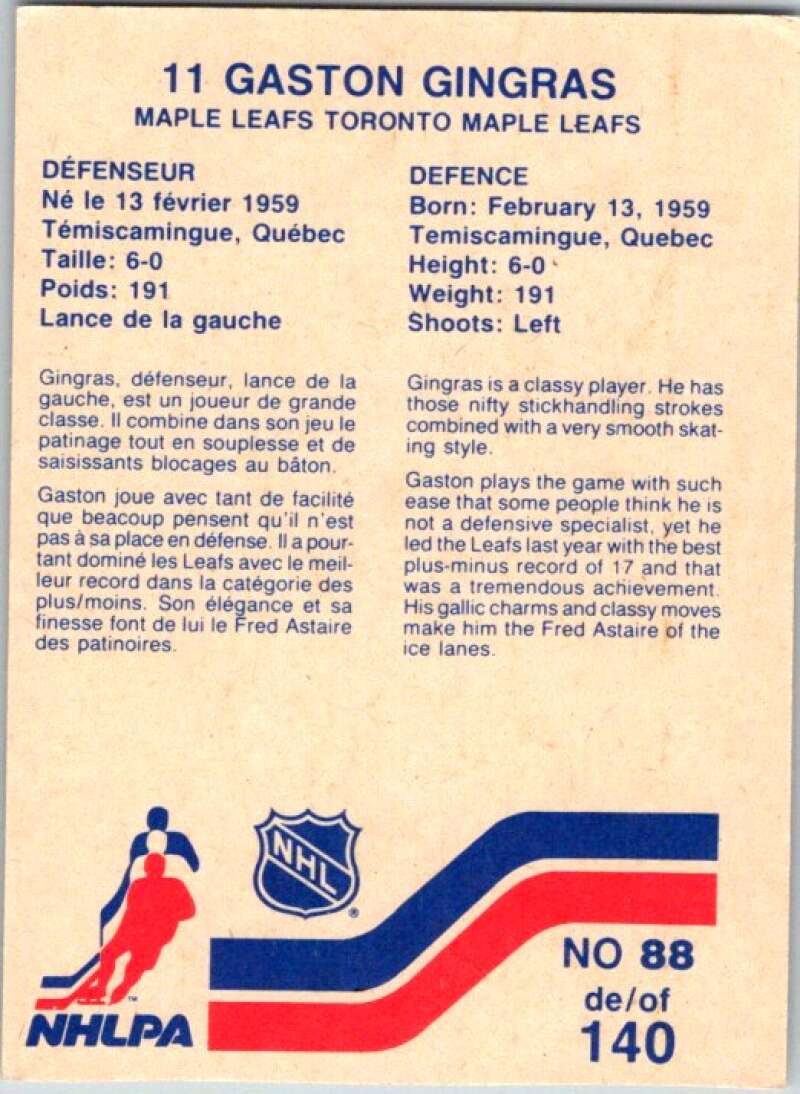 11 GASTON GINGRAS
MAPLE LEAFS TORONTO MAPLE LEAFS
DÉFENSEUR
Né le 13 février 1959
Témiscamingue, Québec
Taille: 6-0
Poids: 191
Lance de la gauche
Gingras, défenseur, lance de la
gauche, est un joueur de grande
classe. Il combine dans son jeu le
patinage tout en souplesse et de
saisissants blocages au bâton.
Gaston joue avec tant de facilité
que beacoup pensent qu'il n'est
pas à sa place en défense. Il a pour-
tant dominé les Leafs avec le meil-
leur record dans la catégorie des
plus/moins. Son élégance et sa
finesse font de lui le Fred Astaire
des patinoires.
DEFENCE
Born: February 13, 1959
Temiscamingue, Quebec
Height: 6-0
Weight: 191
Shoots: Left
Gingras is a classy player. He has
those nifty stickhandling strokes
combined with a very smooth skat-
ing style.
Gaston plays the game with such
ease that some people think he is
not a defensive specialist, yet he
led the Leafs last year with the best
plus-minus record of 17 and that
was a tremendous achievement.
His gallic charms and classy moves
make him the Fred Astaire of the
ice lanes.
NHL
®
™
NHLPA
NO 88
de/of
140